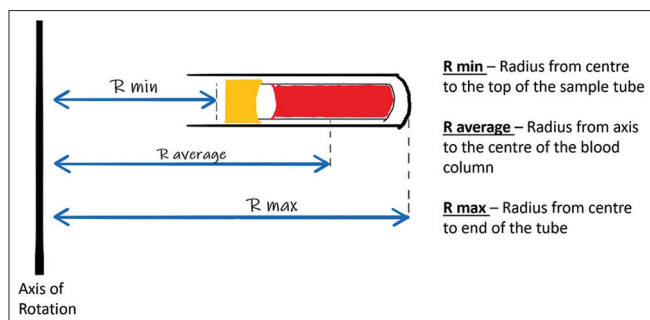 R min
R average
R max
Axis of
Rotation
R min – Radius from centre
to the top of the sample tube
R average – Radius from axis
to the centre of the blood
column
R max – Radius from centre
to end of the tube